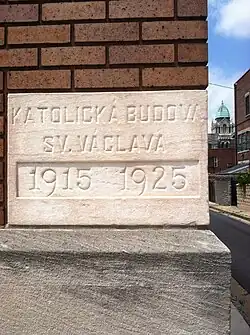 KATOLICKÁ BUDOVA
SV. VÁCLAVA
1915 1925